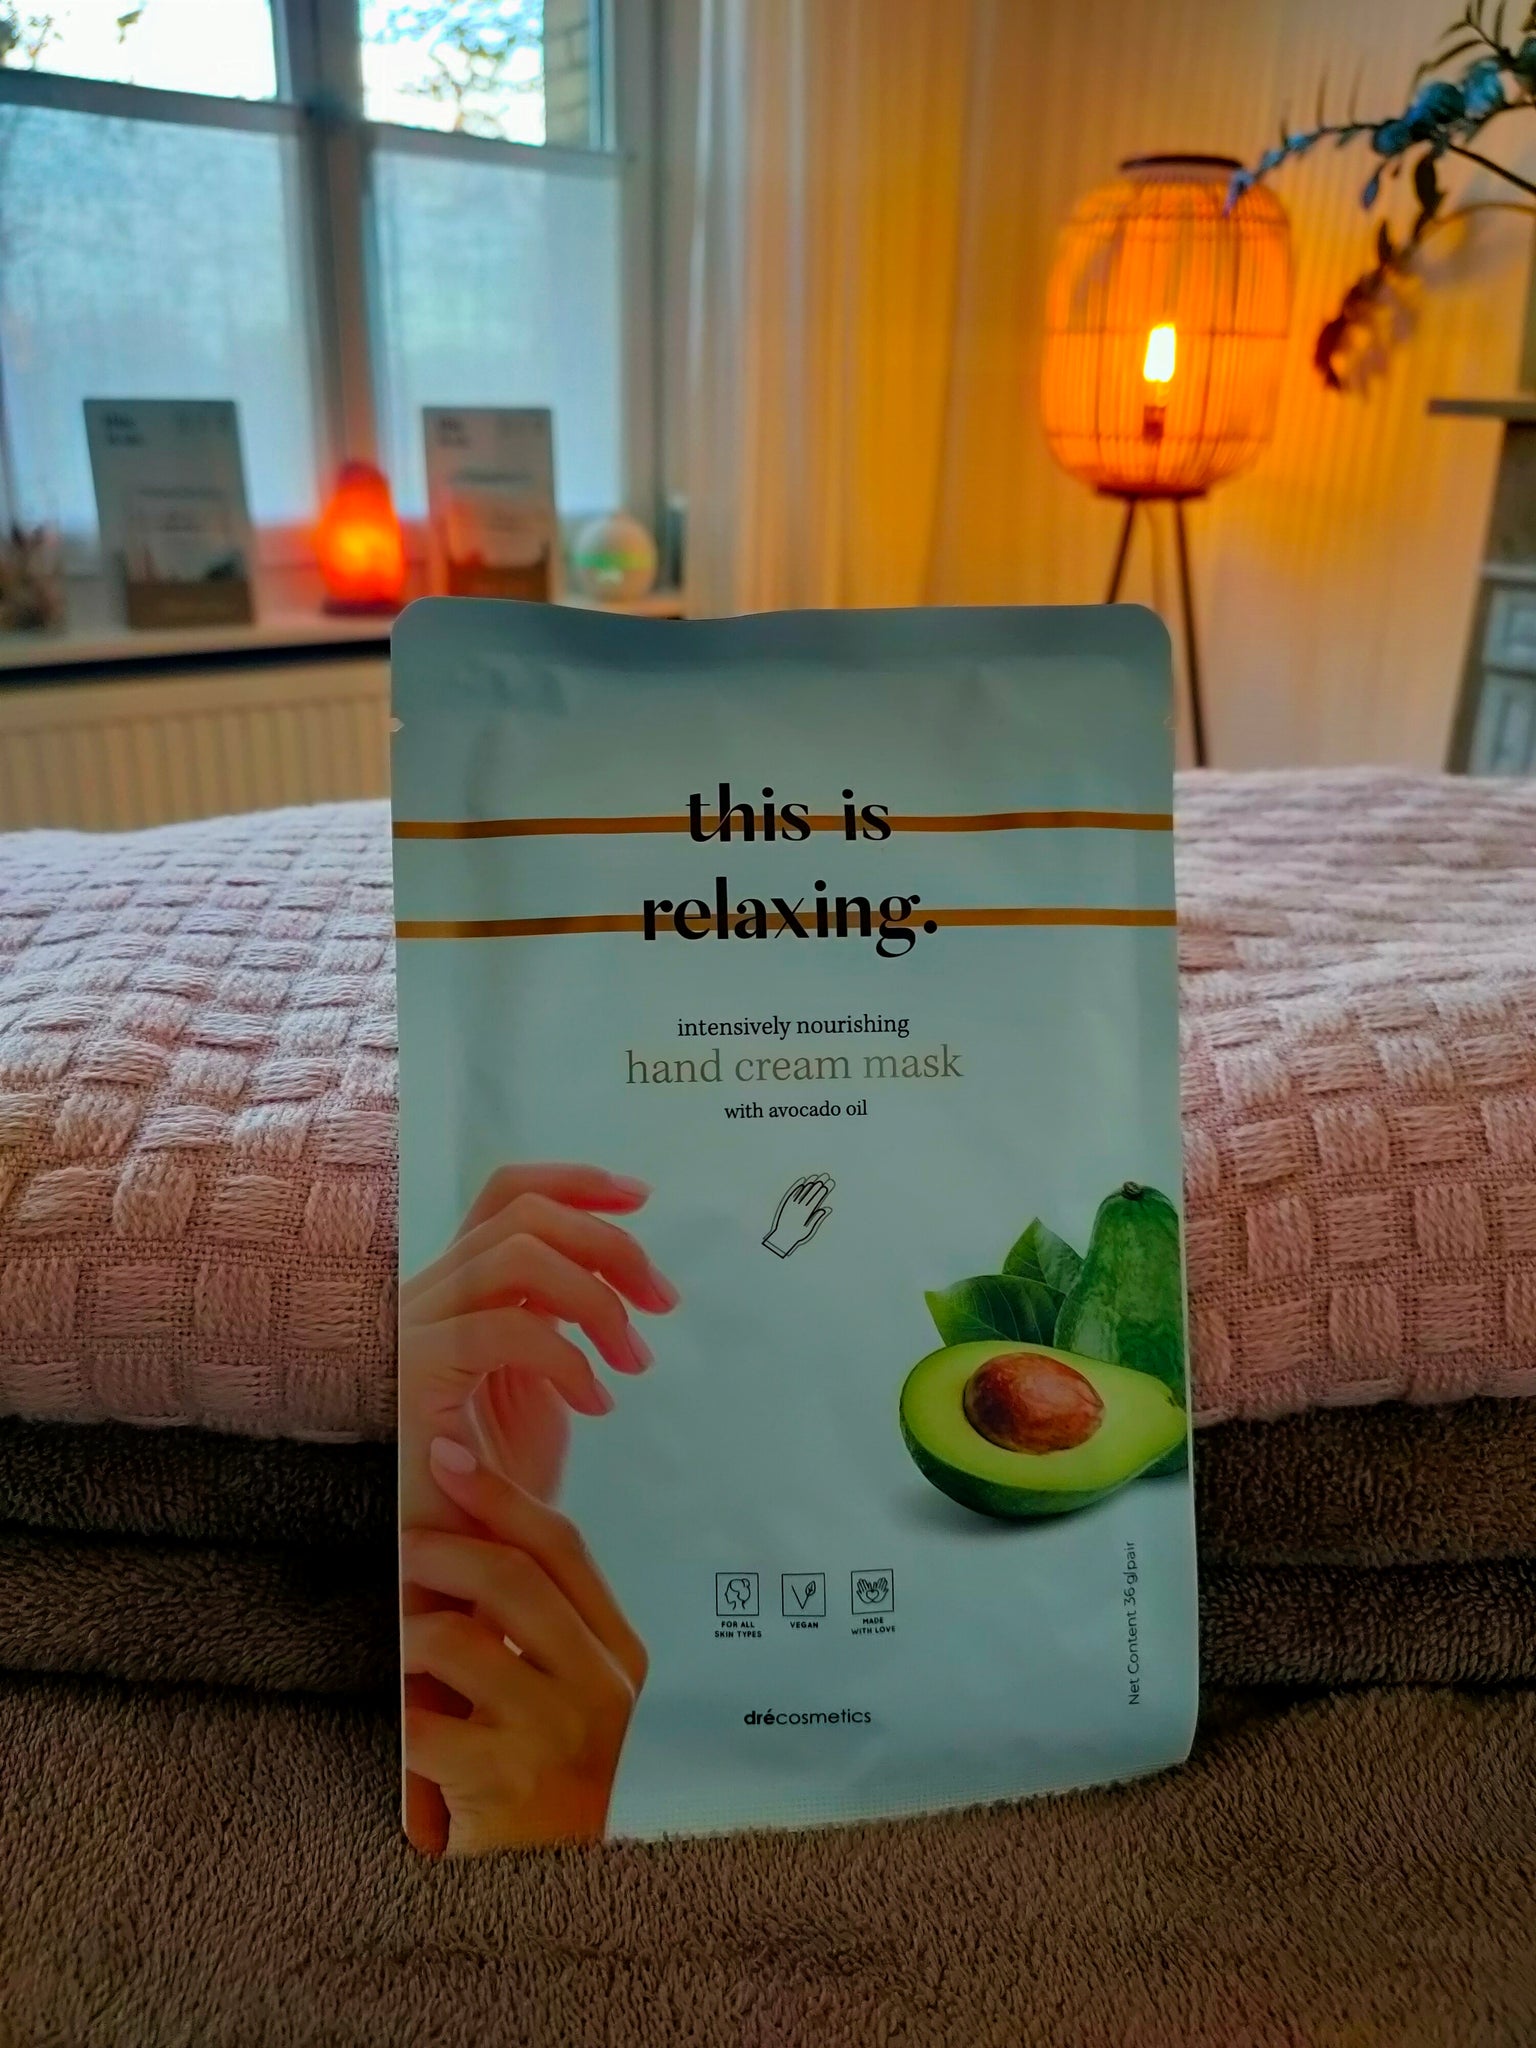 this is
relaxing.
intensively nourishing
hand cream mask
with avocado oil
FOR ALL
SKIN TYPES
VEGAN
MADE
WITH LOVE
Net Content 36 g/pair
drécosmetics